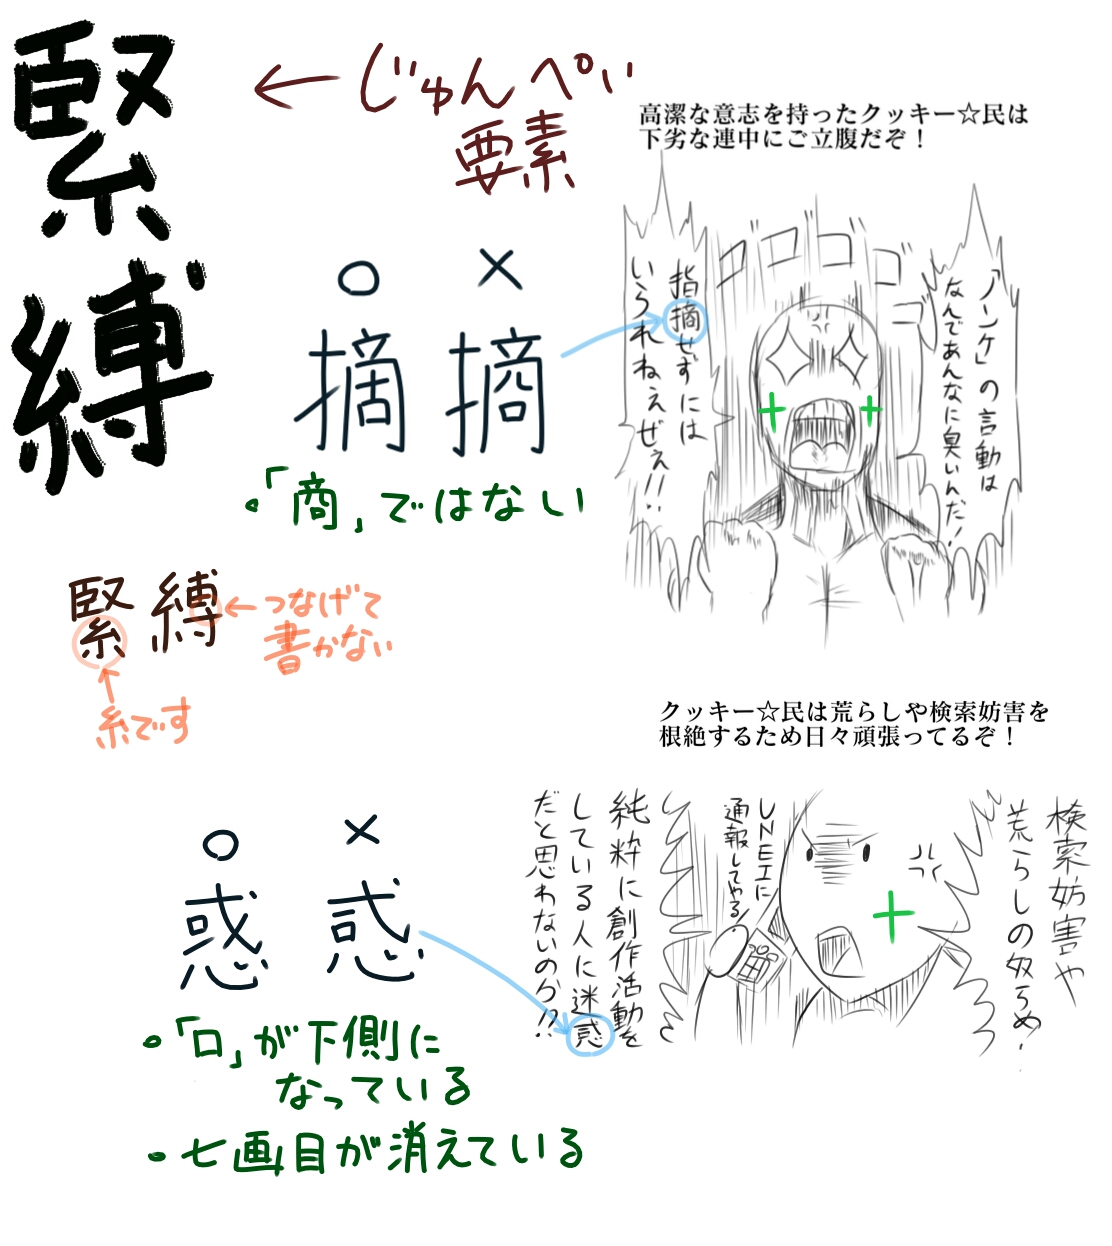 緊縛
←じゅんぺい
要素
高潔な意志を持ったクッキー☆民は
下劣な連中にご立腹だぞ！
「ノンケ」の言動は
なんであんなに臭いんだ！
ゴゴゴゴゴ
指摘せずには
いられねえぜえ!!
○ ×
摘 摘
・「商」ではない
緊縛
←つなげて
書かない
↑
糸です
クッキー☆民は荒らしや検索妨害を
根絶するため日々頑張ってるぞ！
検索妨害や
荒らしの奴らめ！
UNEIに
通報してやる
純粋に創作活動を
している人に迷惑
だと思わないのか!?
○ ×
惑 惑
・「口」が下側に
なっている
・七画目が消えている